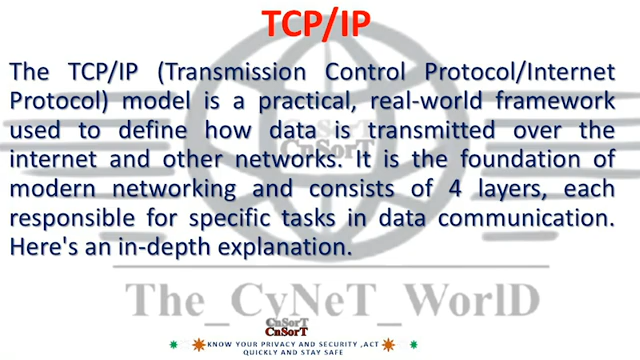 TCP/IP
The TCP/IP (Transmission Control Protocol/Internet
Protocol) model is a practical, real-world framework
used to define how data is transmitted over the
internet and other networks. It is the foundation of
modern networking and consists of 4 layers, each
responsible for specific tasks in data communication.
Here's an in-depth explanation.
CnSorT
CnSorT
The_CyNeT_WorlD
CnSorT
CnSorT
KNOW YOUR PRIVACY AND SECURITY ,ACT
QUICKLY AND STAY SAFE